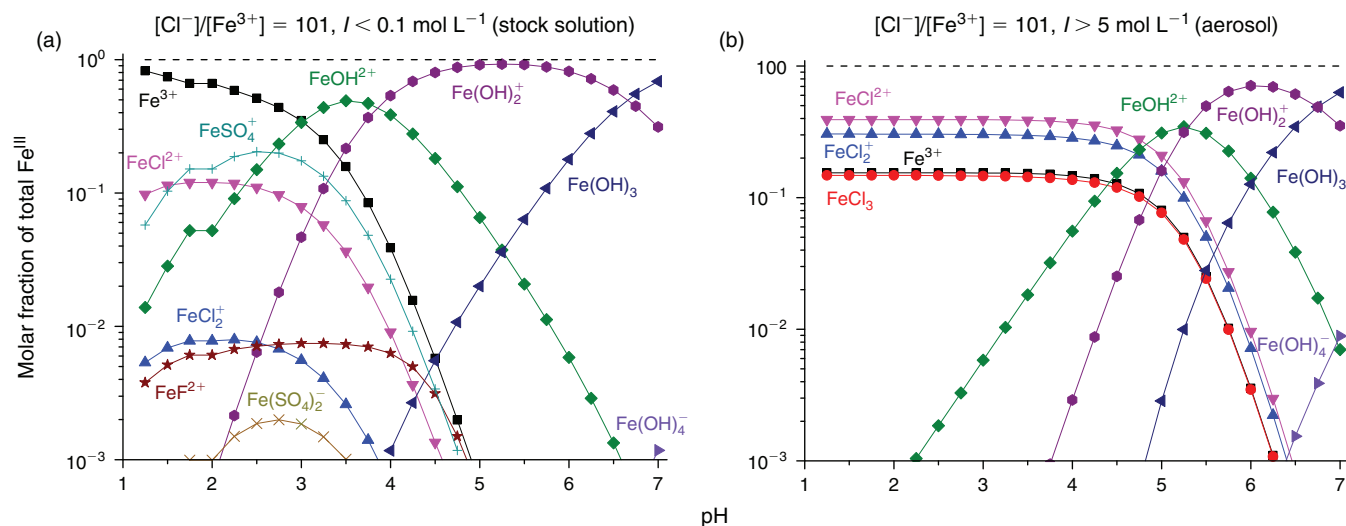 [Cl⁻]/[Fe³⁺] = 101, I < 0.1 mol L⁻¹ (stock solution)
(a)
10⁰
10⁻¹
10⁻²
10⁻³
Molar fraction of total Feᴵᴵᴵ
Fe³⁺
FeOH²⁺
Fe(OH)₂⁺
FeSO₄⁺
FeCl²⁺
Fe(OH)₃
FeCl₂⁺
FeF²⁺
Fe(SO₄)₂⁻
Fe(OH)₄⁻
1 2 3 4 5 6 7
[Cl⁻]/[Fe³⁺] = 101, I > 5 mol L⁻¹ (aerosol)
(b)
100
10⁻¹
10⁻²
10⁻³
FeCl²⁺
FeOH²⁺
Fe(OH)₂⁺
FeCl₂⁺
Fe³⁺
Fe(OH)₃
FeCl₃
Fe(OH)₄⁻
1 2 3 4 5 6 7
pH